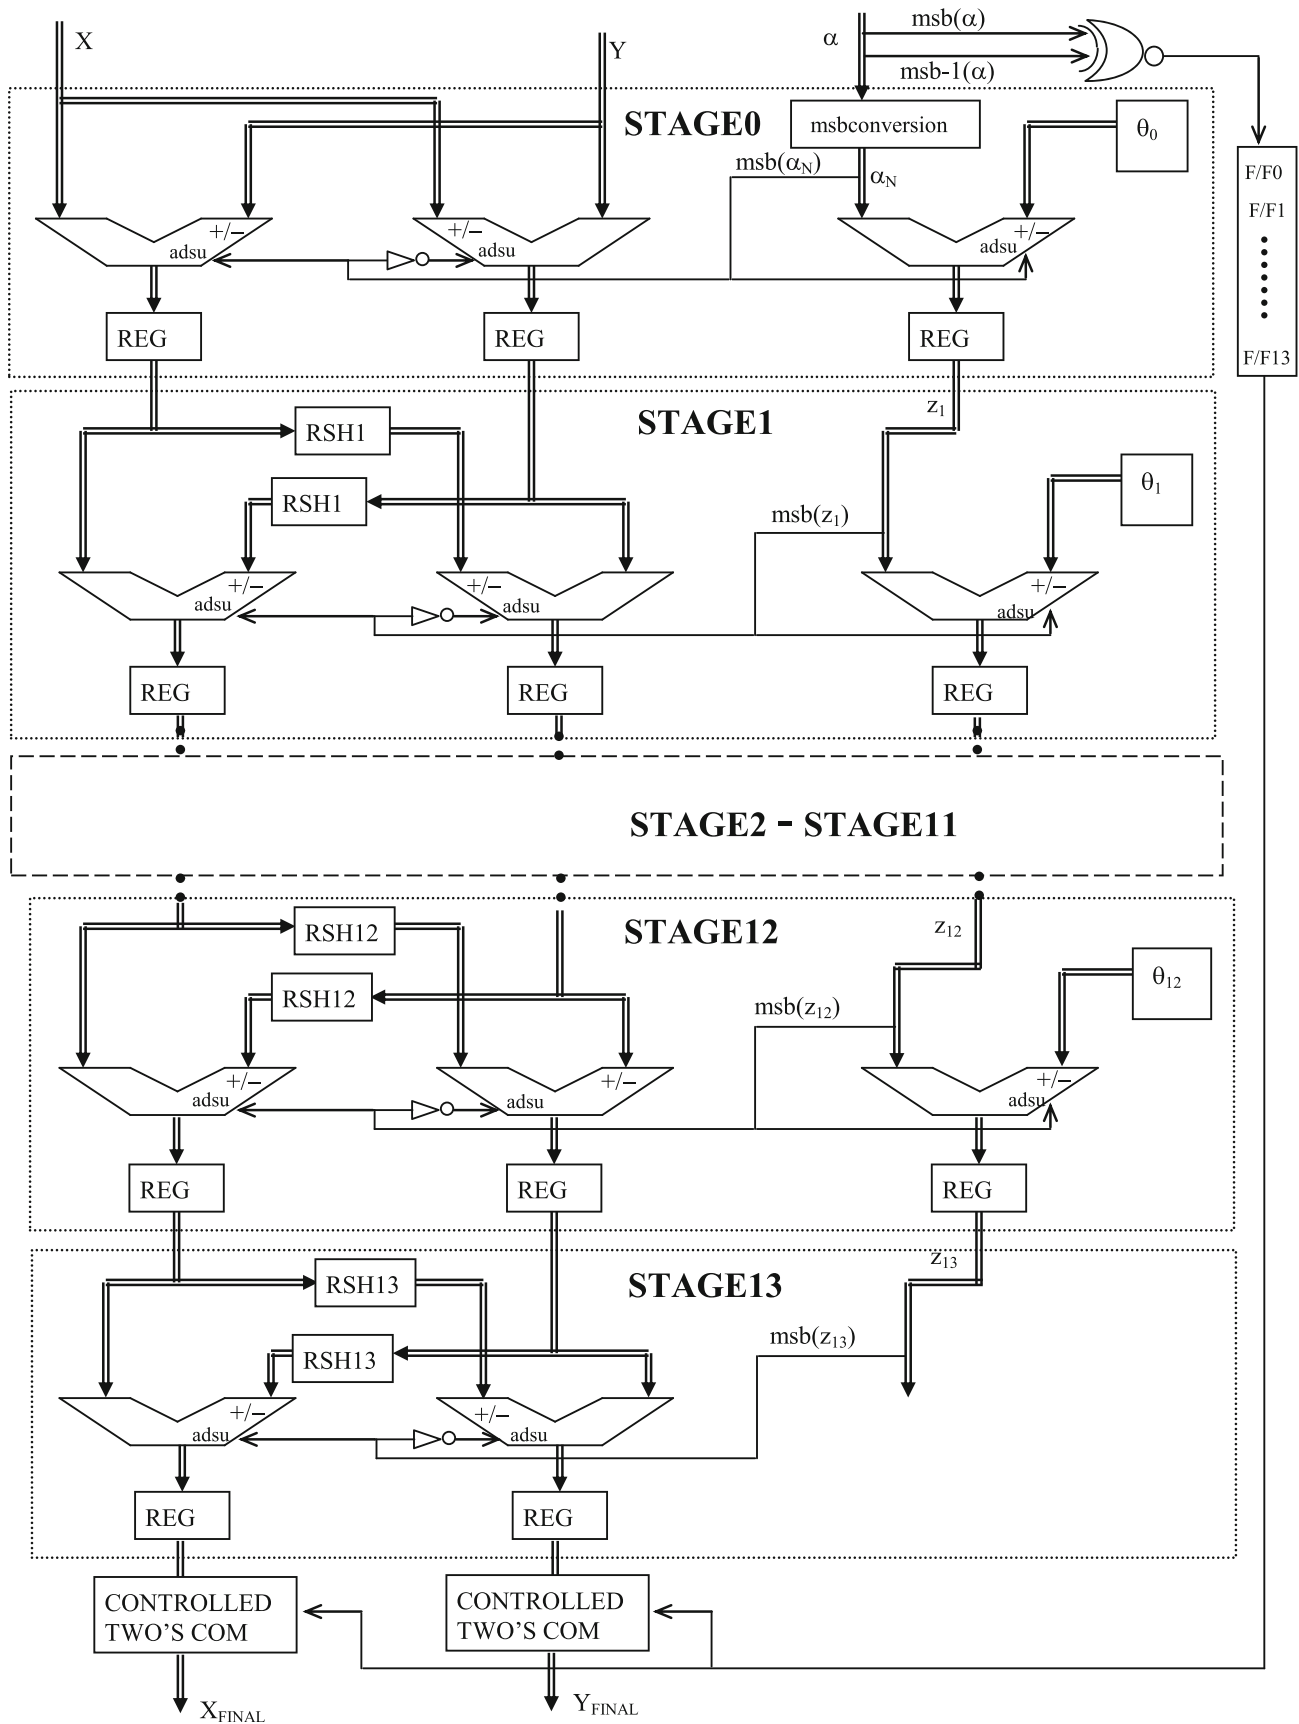 X
Y
α
msb(α)
msb-1(α)
STAGE0
msbconversion
θ0
msb(αN)
αN
F/F0
F/F1
F/F13
+/−
adsu
+/−
adsu
+/−
adsu
REG
REG
REG
STAGE1
z1
RSH1
RSH1
θ1
msb(z1)
+/−
adsu
+/−
adsu
+/−
adsu
REG
REG
REG
STAGE2 - STAGE11
STAGE12
z12
RSH12
RSH12
θ12
msb(z12)
+/−
adsu
+/−
adsu
+/−
adsu
REG
REG
REG
STAGE13
z13
RSH13
RSH13
msb(z13)
+/−
adsu
+/−
adsu
REG
REG
CONTROLLED
TWO'S COM
CONTROLLED
TWO'S COM
XFINAL
YFINAL